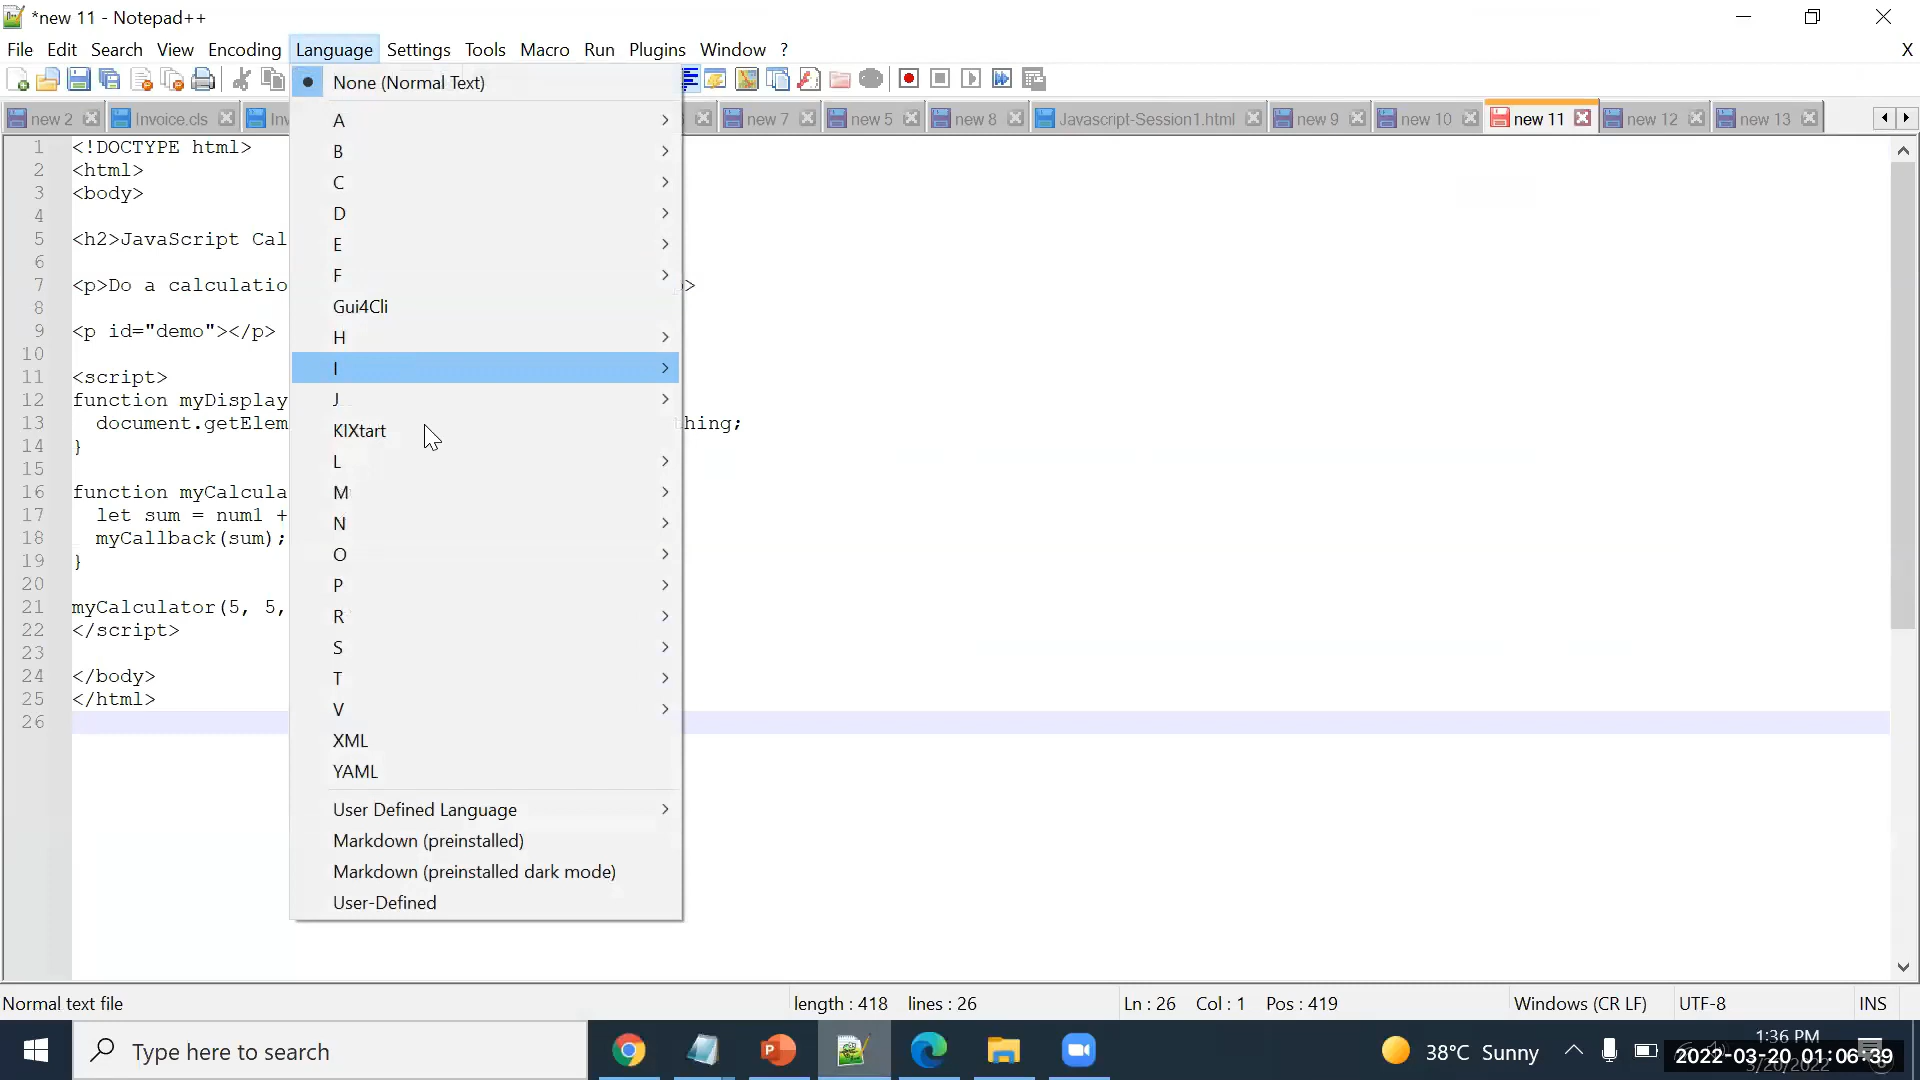 *new 11 - Notepad++
File Edit Search View Encoding Language Settings Tools Macro Run Plugins Window ?
X
new 2 Invoice.cls Inv new 7 new 5 new 8 Javascript-Session1.html new 9 new 10 new 11 new 12 new 13
None (Normal Text)
A
B
C
D
E
F
Gui4Cli
H
I
J
KIXtart
L
M
N
O
P
R
S
T
V
XML
YAML
User Defined Language
Markdown (preinstalled)
Markdown (preinstalled dark mode)
User-Defined
1 <!DOCTYPE html>
2 <html>
3 <body>
4
5 <h2>JavaScript Cal
6
7 <p>Do a calculatio >
8
9 <p id="demo"></p>
10
11 <script>
12 function myDisplay
13 document.getElem hing;
14 }
15
16 function myCalcula
17 let sum = num1 +
18 myCallback(sum);
19 }
20
21 myCalculator(5, 5,
22 </script>
23
24 </body>
25 </html>
26
Normal text file length : 418 lines : 26 Ln : 26 Col : 1 Pos : 419 Windows (CR LF) UTF-8 INS
Type here to search
38°C Sunny
1:36 PM
2022-03-20 01:06:39
3/20/2022